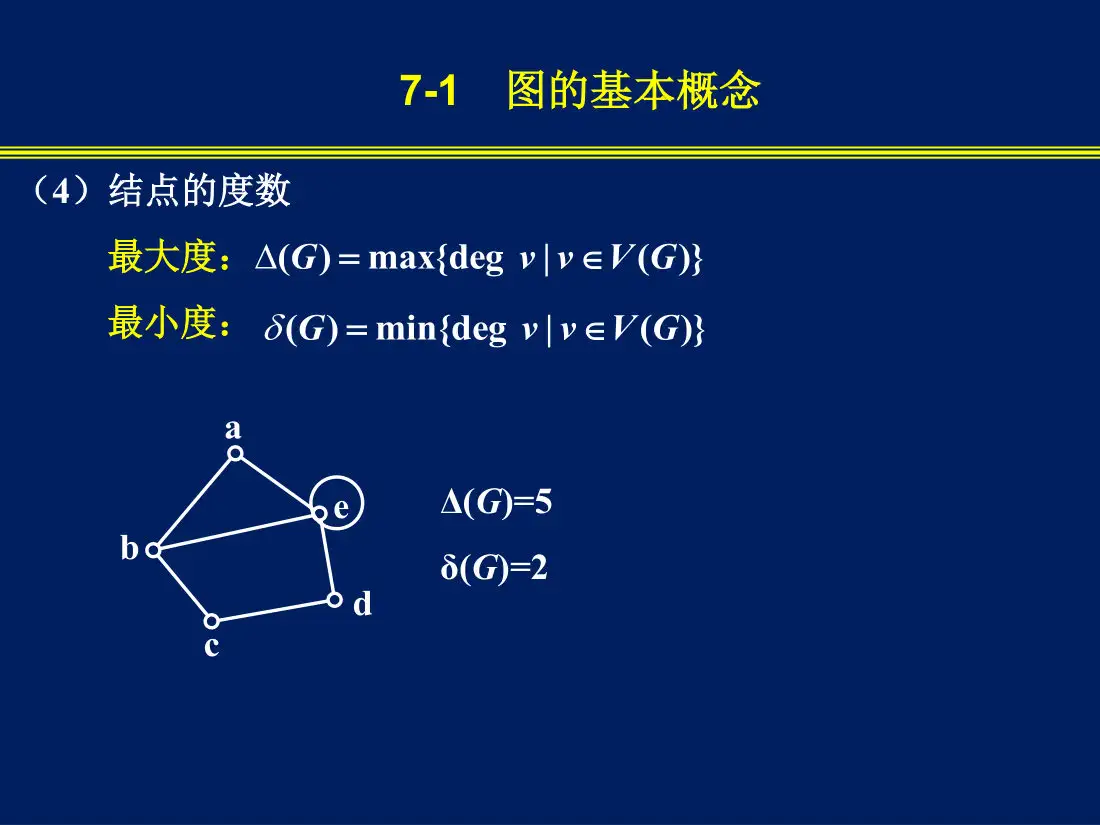 7-1 图的基本概念
（4）结点的度数
最大度：Δ(G) = max{deg v | v ∈ V(G)}
最小度：δ(G) = min{deg v | v ∈ V(G)}
a
e
b
d
c
Δ(G)=5
δ(G)=2